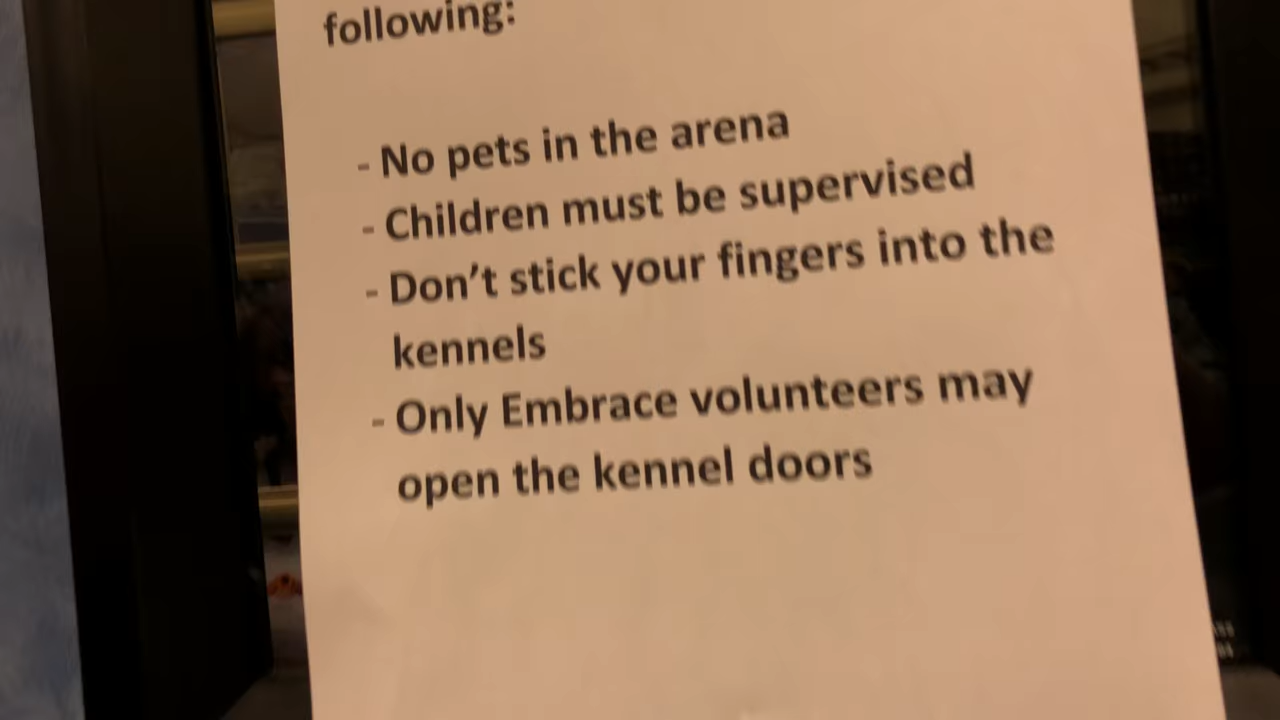 following:
- No pets in the arena
- Children must be supervised
- Don’t stick your fingers into the
kennels
- Only Embrace volunteers may
open the kennel doors